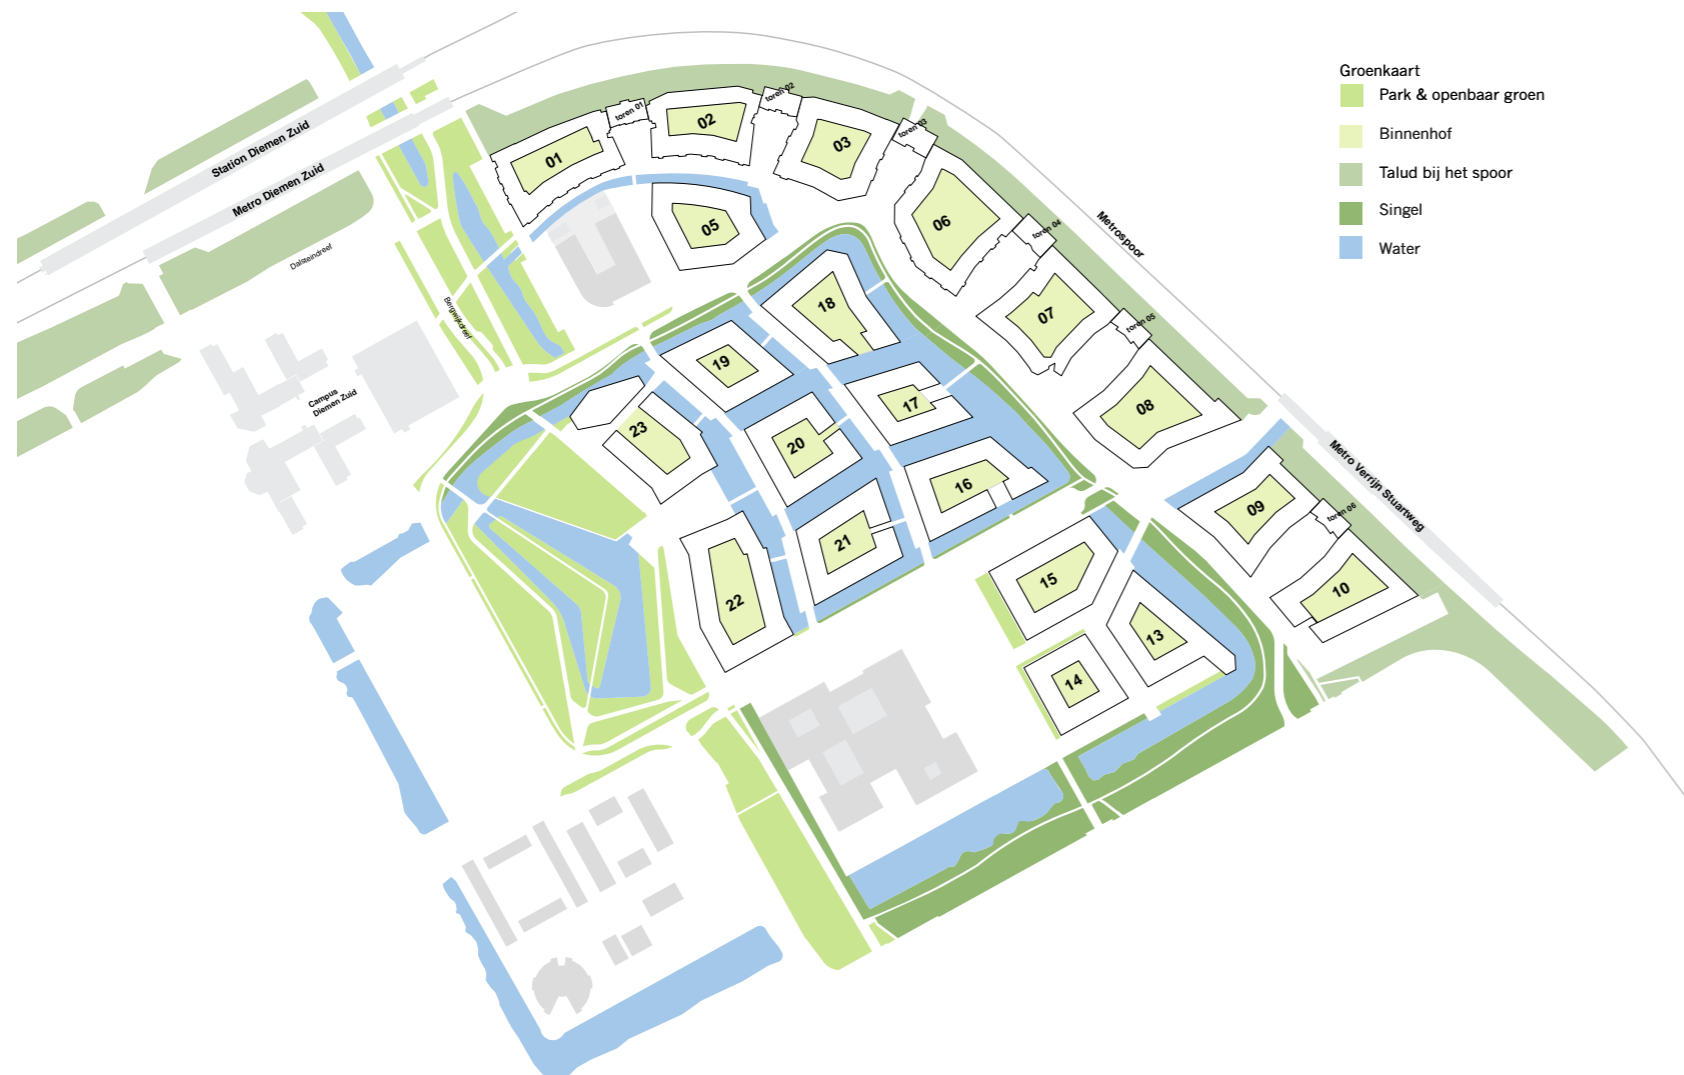 Groenkaart
Park & openbaar groen
Binnenhof
Talud bij het spoor
Singel
Water
Station Diemen Zuid
Metro Diemen Zuid
Dalsteindreef
Bergwijkdreef
Campus
Diemen Zuid
Metrospoor
Metro Verrijn Stuartweg
toren 01
toren 02
toren 03
toren 04
toren 05
toren 06
01
02
03
05
06
07
08
09
10
13
14
15
16
17
18
19
20
21
22
23